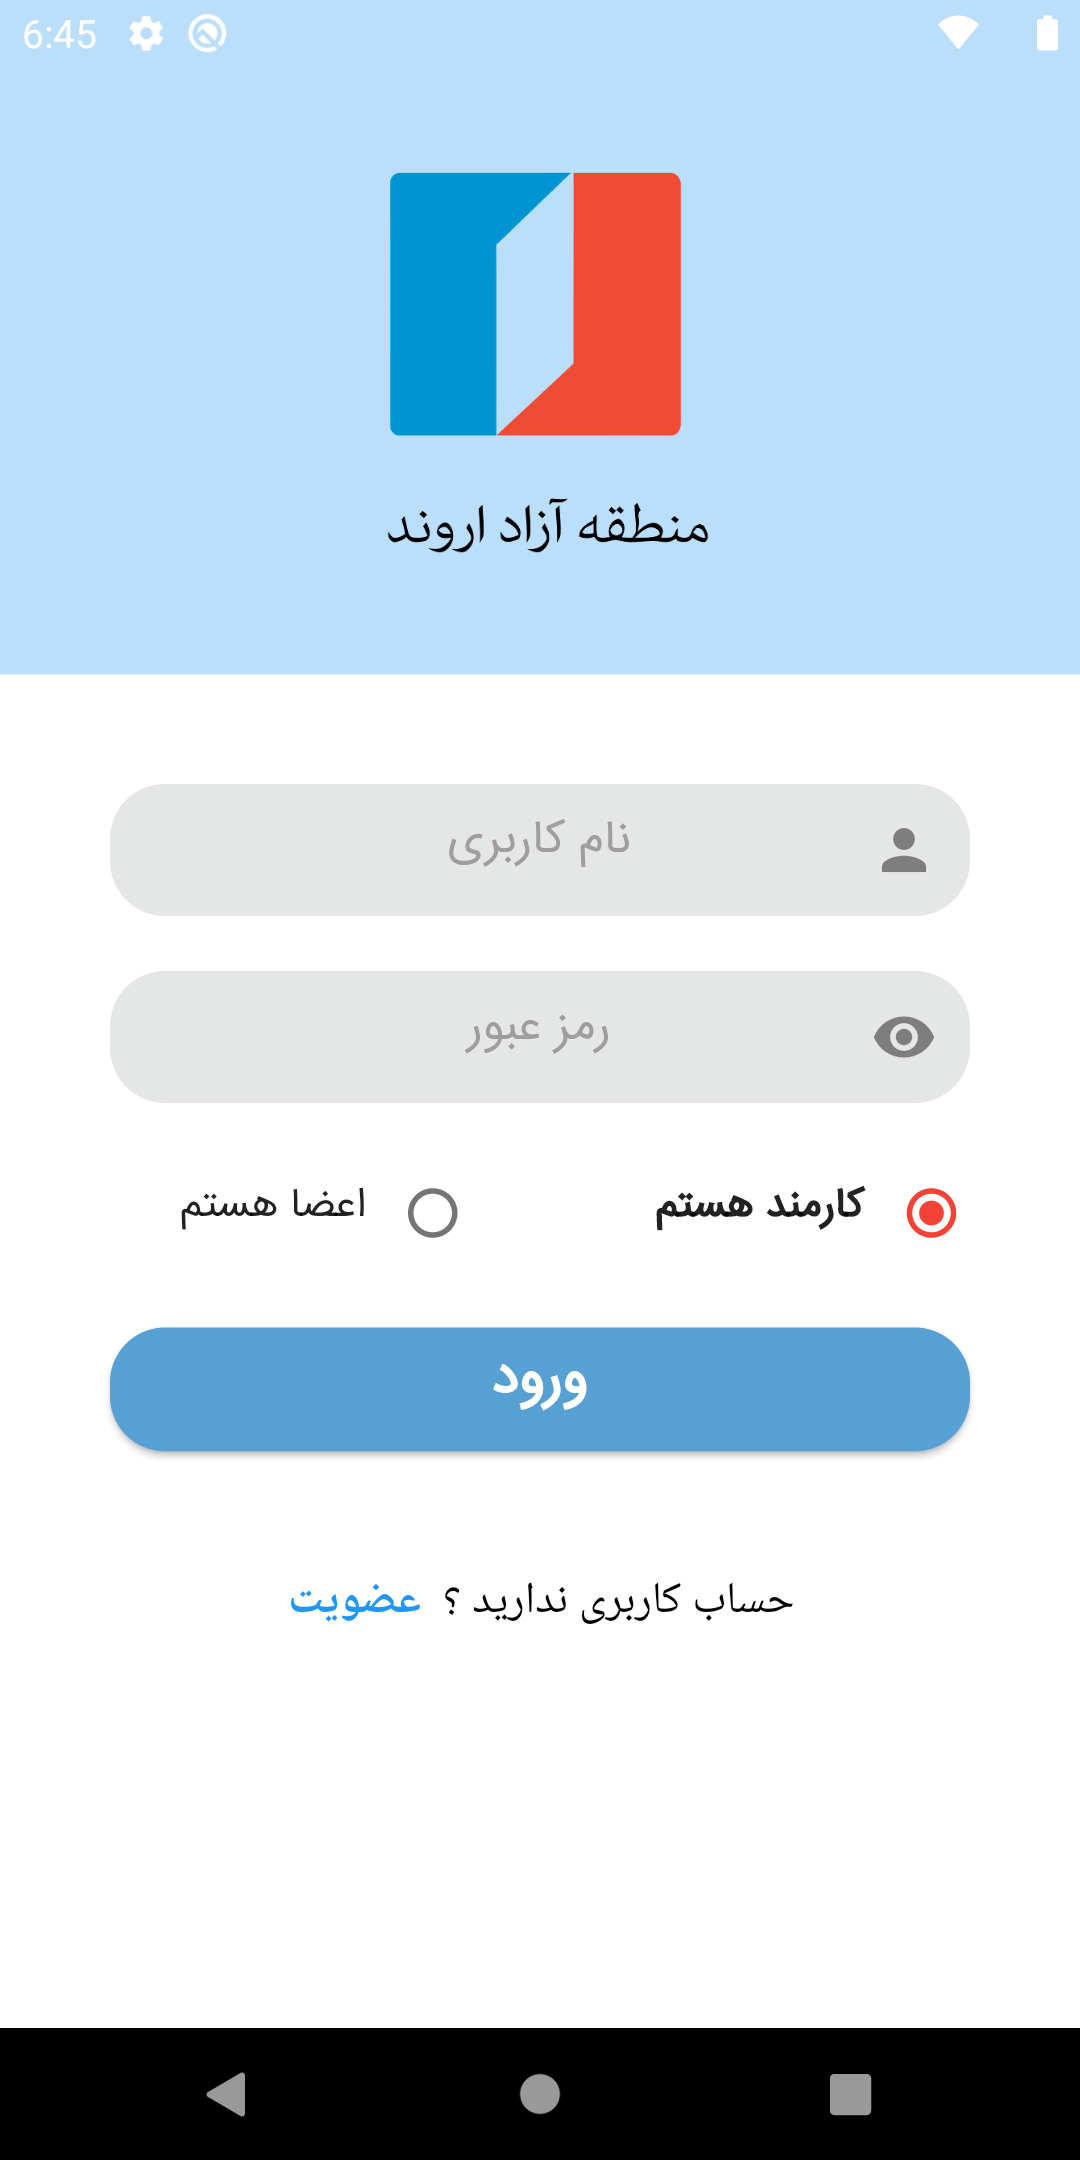 6:45
منطقه آزاد اروند
نام کاربری
رمز عبور
کارمند هستم
اعضا هستم
ورود
حساب کاربری ندارید ؟ عضویت